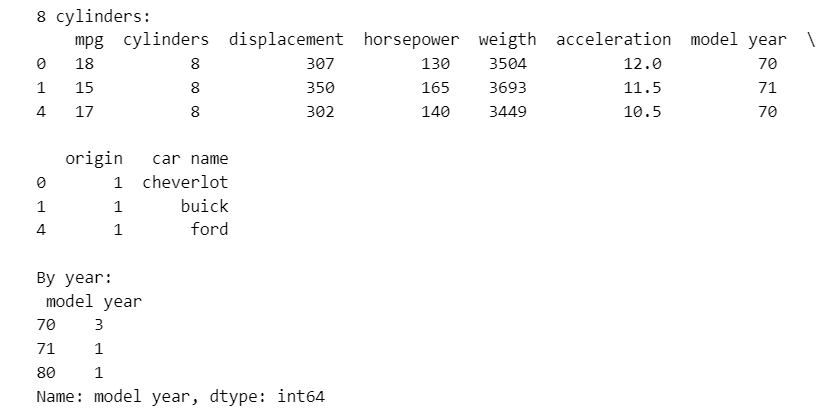 8 cylinders:
mpg cylinders displacement horsepower weigth acceleration model year \
0 18 8 307 130 3504 12.0 70
1 15 8 350 165 3693 11.5 71
4 17 8 302 140 3449 10.5 70
origin car name
0 1 cheverlot
1 1 buick
4 1 ford
By year:
model year
70 3
71 1
80 1
Name: model year, dtype: int64